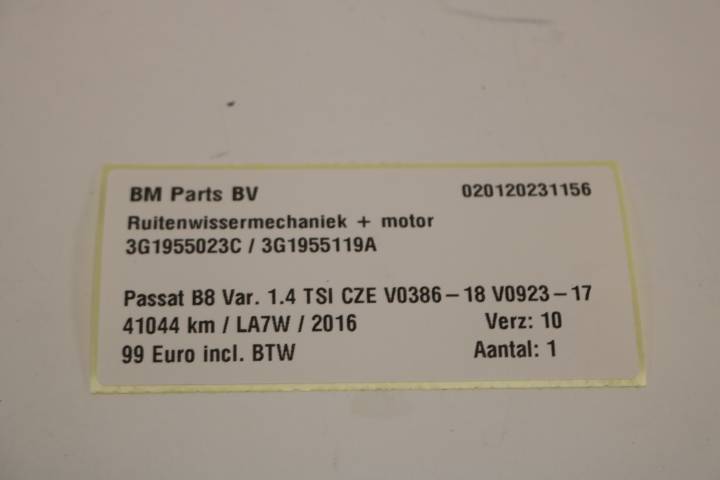 BM Parts BV 020120231156
Ruitenwissermechaniek + motor
3G1955023C / 3G1955119A
Passat B8 Var. 1.4 TSI CZE V0386-18 V0923-17
41044 km / LA7W / 2016 Verz: 10
99 Euro incl. BTW Aantal: 1